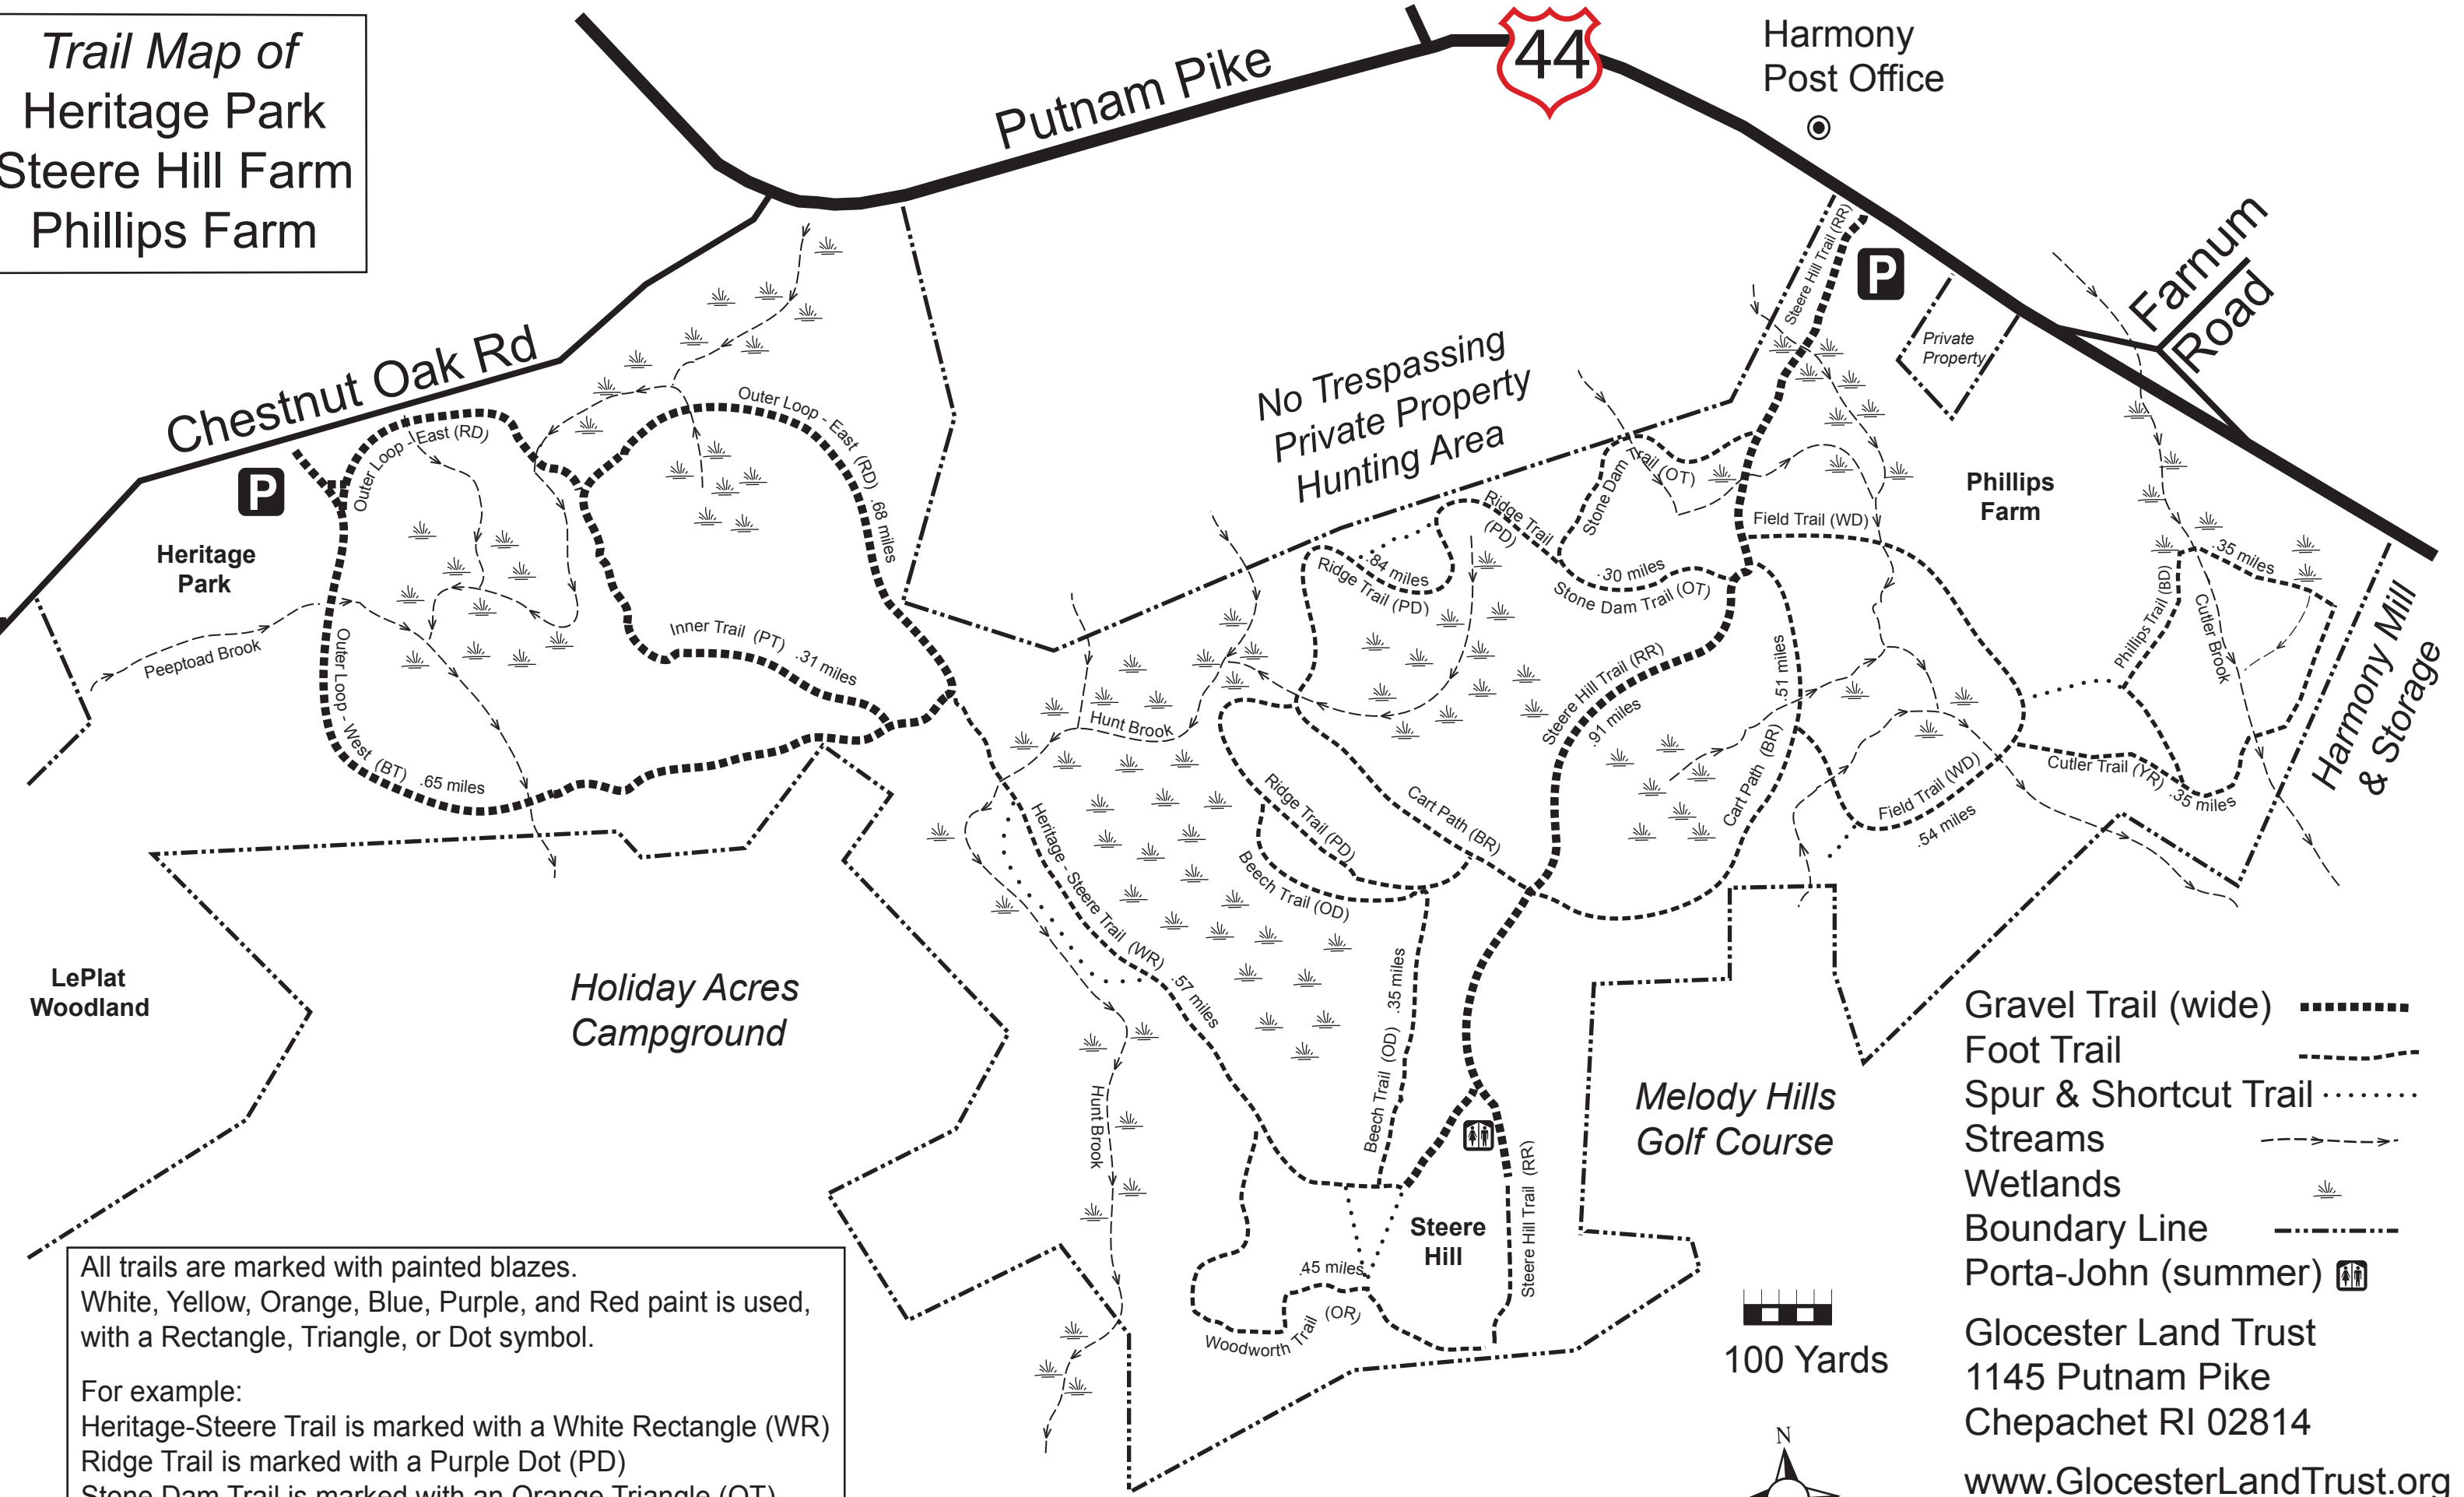 Trail Map of
Heritage Park
Steere Hill Farm
Phillips Farm
Putnam Pike
44
Harmony
Post Office
Farnum
Road
Chestnut Oak Rd
P
P
Steere Hill Trail (RR)
Private
Property
No Trespassing
Private Property
Hunting Area
Outer Loop - East (RD)
Outer Loop - East (RD) .68 miles
Heritage
Park
Phillips
Farm
Stone Dam Trail (OT)
Ridge Trail
(PD)
Field Trail (WD)
.84 miles
Ridge Trail (PD)
.30 miles
Stone Dam Trail (OT)
.35 miles
Phillips Trail (BD)
Cutler Brook
Harmony Mill
& Storage
Peeptoad Brook
Inner Trail (PT) .31 miles
Outer Loop - West (BT) .65 miles
Hunt Brook
Steere Hill Trail (RR)
.91 miles
.51 miles
Cart Path (BR)
Cutler Trail (YR) .35 miles
Field Trail (WD)
.54 miles
Ridge Trail (PD)
Cart Path (BR)
Beech Trail (OD)
Heritage - Steere Trail (WR) .57 miles
Beech Trail (OD) .35 miles
LePlat
Woodland
Holiday Acres
Campground
Hunt Brook
Melody Hills
Golf Course
Steere
Hill
Steere Hill Trail (RR)
.45 miles
Woodworth Trail (OR)
Gravel Trail (wide)
Foot Trail
Spur & Shortcut Trail
Streams
Wetlands
Boundary Line
Porta-John (summer)
Glocester Land Trust
1145 Putnam Pike
Chepachet RI 02814
www.GlocesterLandTrust.org
100 Yards
N
All trails are marked with painted blazes.
White, Yellow, Orange, Blue, Purple, and Red paint is used,
with a Rectangle, Triangle, or Dot symbol.
For example:
Heritage-Steere Trail is marked with a White Rectangle (WR)
Ridge Trail is marked with a Purple Dot (PD)
Stone Dam Trail is marked with an Orange Triangle (OT)